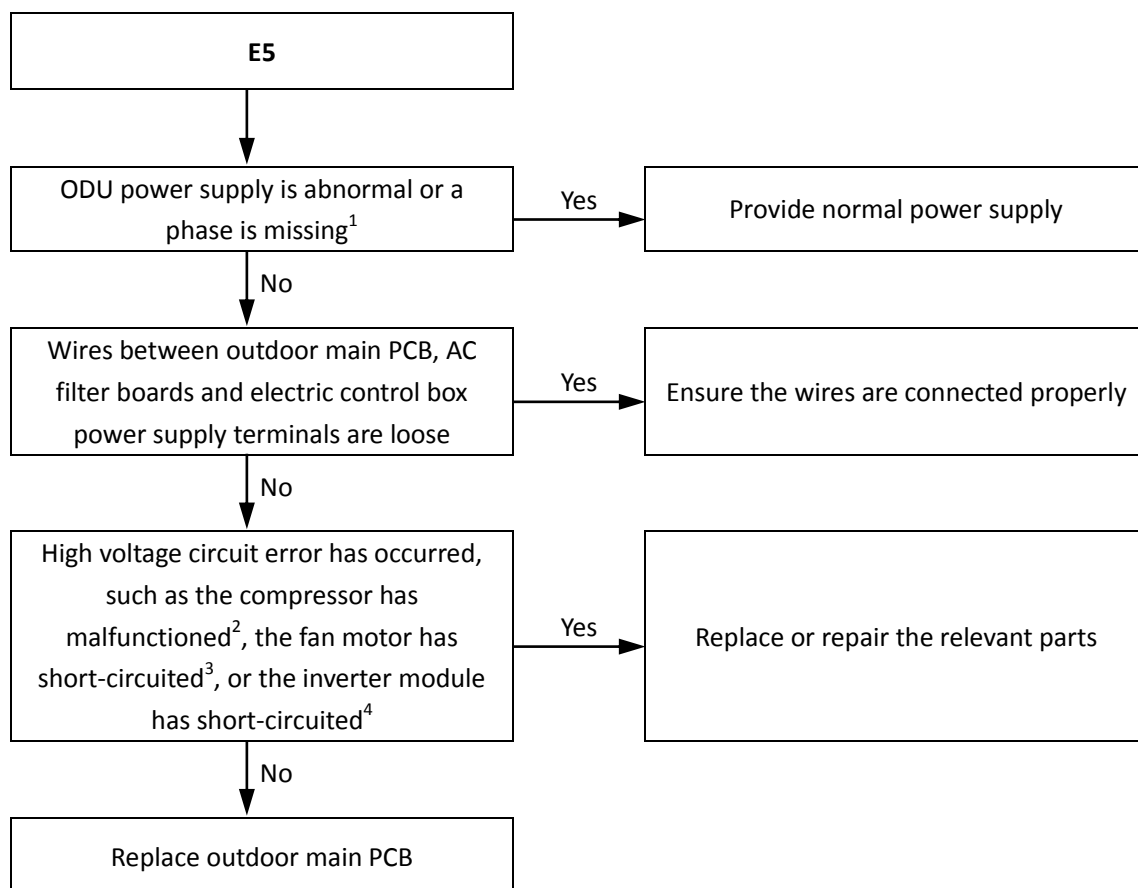 E5
ODU power supply is abnormal or a
phase is missing1
Yes
Provide normal power supply
No
Wires between outdoor main PCB, AC
filter boards and electric control box
power supply terminals are loose
Yes
Ensure the wires are connected properly
No
High voltage circuit error has occurred,
such as the compressor has
malfunctioned2, the fan motor has
short-circuited3, or the inverter module
has short-circuited4
Yes
Replace or repair the relevant parts
No
Replace outdoor main PCB